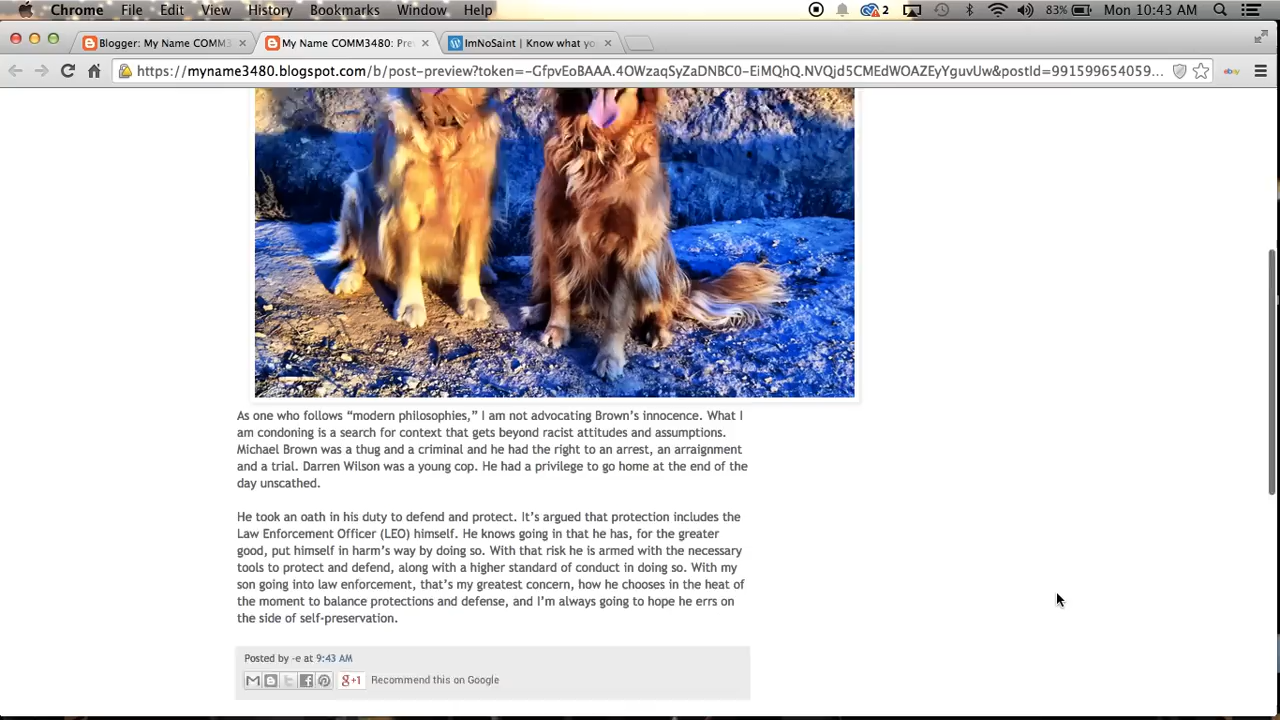 Chrome File Edit View History Bookmarks Window Help 2 83% Mon 10:43 AM
Blogger: My Name COMM3 My Name COMM3480: Pre ImNoSaint | Know what yo
https://myname3480.blogspot.com/b/post-preview?token=-GfpvEoBAAA.4OWzaqSyZaDNBC0-EiMQhQ.NVQjd5CMEdWOAZEyYguvUw&postId=991599654059... ebay
As one who follows “modern philosophies,” I am not advocating Brown’s innocence. What I
am condoning is a search for context that gets beyond racist attitudes and assumptions.
Michael Brown was a thug and a criminal and he had the right to an arrest, an arraignment
and a trial. Darren Wilson was a young cop. He had a privilege to go home at the end of the
day unscathed.
He took an oath in his duty to defend and protect. It’s argued that protection includes the
Law Enforcement Officer (LEO) himself. He knows going in that he has, for the greater
good, put himself in harm’s way by doing so. With that risk he is armed with the necessary
tools to protect and defend, along with a higher standard of conduct in doing so. With my
son going into law enforcement, that’s my greatest concern, how he chooses in the heat of
the moment to balance protections and defense, and I’m always going to hope he errs on
the side of self-preservation.
Posted by -e at 9:43 AM
g+1 Recommend this on Google